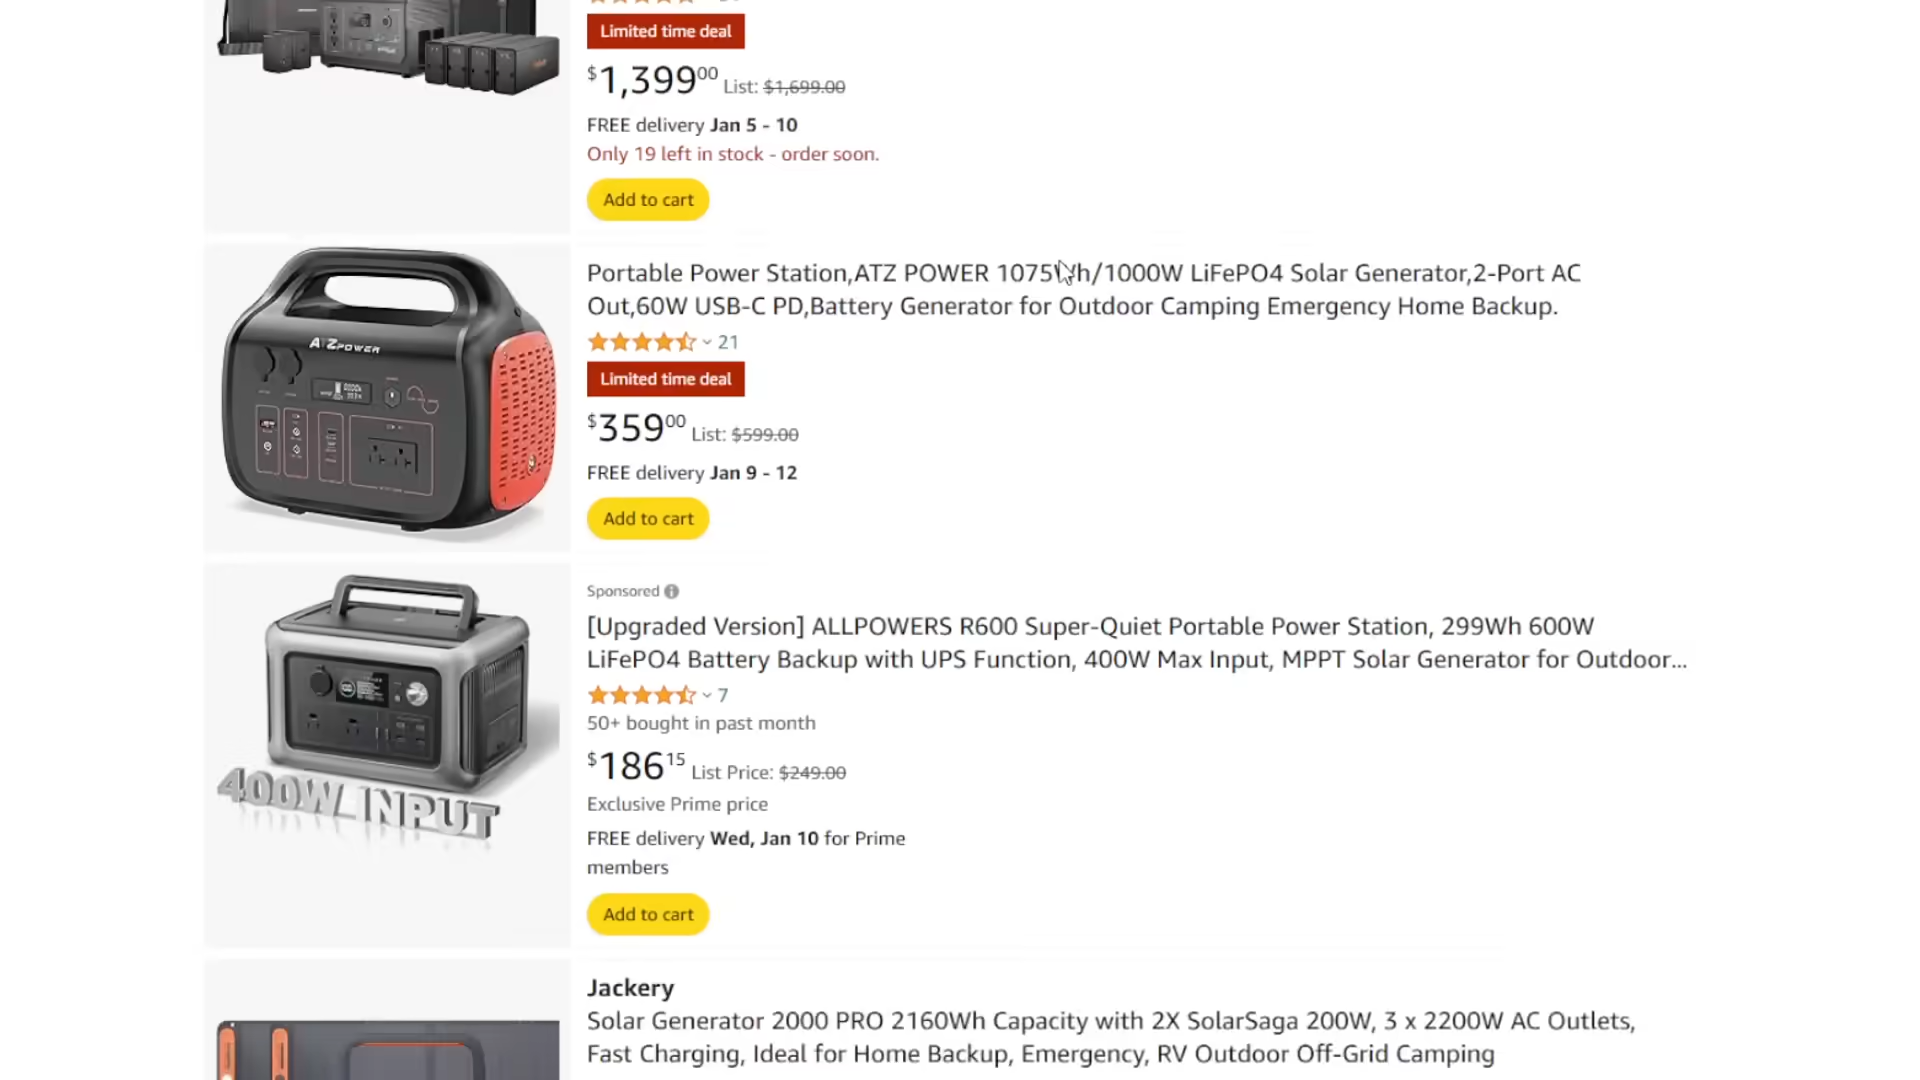 Limited time deal
$1,399.00 List: $1,699.00
FREE delivery Jan 5 - 10
Only 19 left in stock - order soon.
Add to cart
Portable Power Station,ATZ POWER 1075Wh/1000W LiFePO4 Solar Generator,2-Port AC
Out,60W USB-C PD,Battery Generator for Outdoor Camping Emergency Home Backup.
ATZPOWER
21
Limited time deal
$359.00 List: $599.00
FREE delivery Jan 9 - 12
Add to cart
Sponsored
[Upgraded Version] ALLPOWERS R600 Super-Quiet Portable Power Station, 299Wh 600W
LiFePO4 Battery Backup with UPS Function, 400W Max Input, MPPT Solar Generator for Outdoor...
7
50+ bought in past month
$186.15 List Price: $249.00
400W INPUT
Exclusive Prime price
FREE delivery Wed, Jan 10 for Prime
members
Add to cart
Jackery
Solar Generator 2000 PRO 2160Wh Capacity with 2X SolarSaga 200W, 3 x 2200W AC Outlets,
Fast Charging, Ideal for Home Backup, Emergency, RV Outdoor Off-Grid Camping